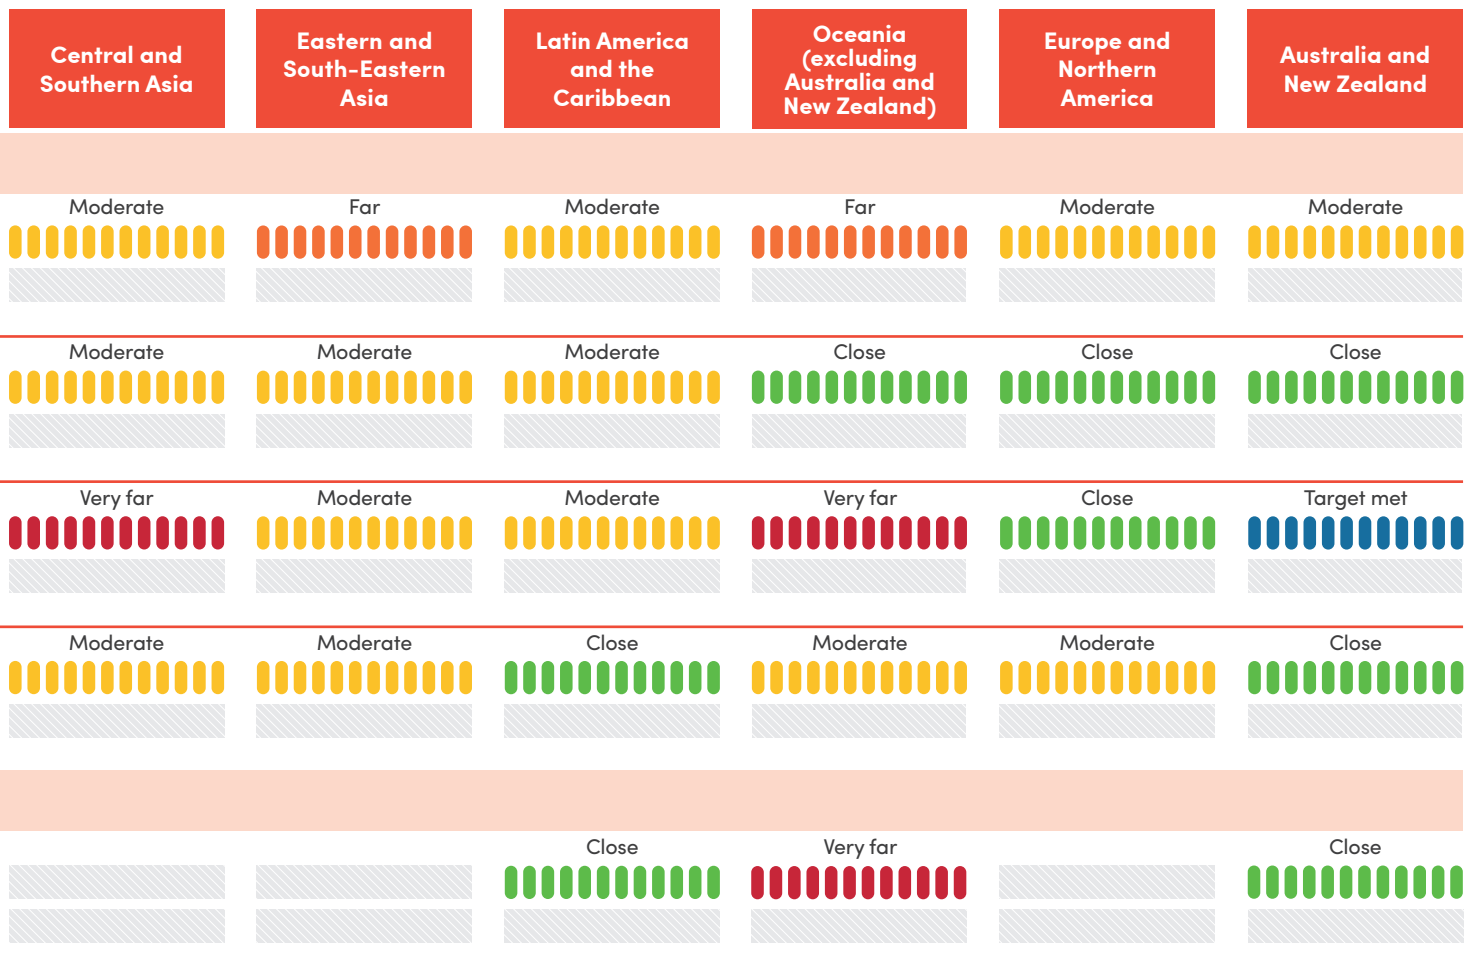 Central and
Southern Asia
Eastern and
South-Eastern
Asia
Latin America
and the
Caribbean
Oceania
(excluding
Australia and
New Zealand)
Europe and
Northern
America
Australia and
New Zealand
Moderate Far Moderate Far Moderate Moderate
Moderate Moderate Moderate Close Close Close
Very far Moderate Moderate Very far Close Target met
Moderate Moderate Close Moderate Moderate Close
Close Very far Close